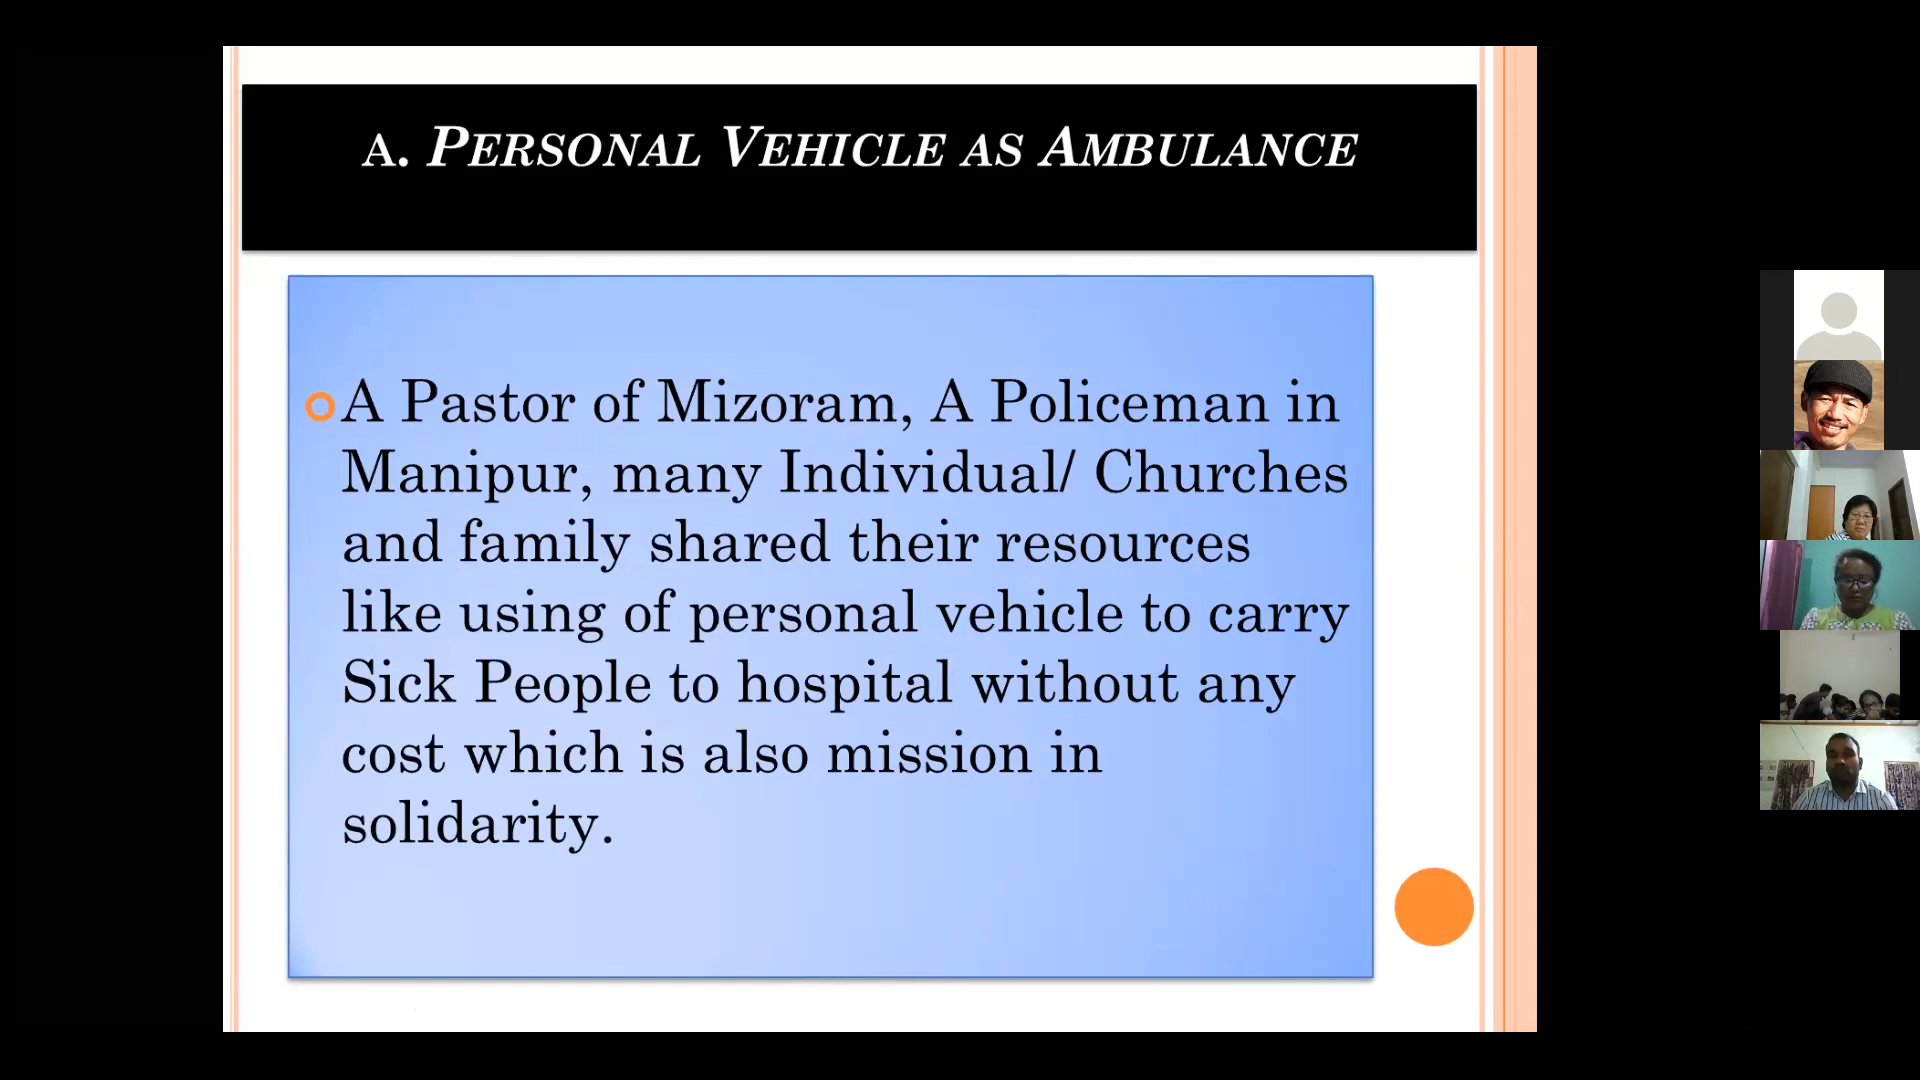 A. Personal Vehicle as Ambulance
A Pastor of Mizoram, A Policeman in
Manipur, many Individual/ Churches
and family shared their resources
like using of personal vehicle to carry
Sick People to hospital without any
cost which is also mission in
solidarity.